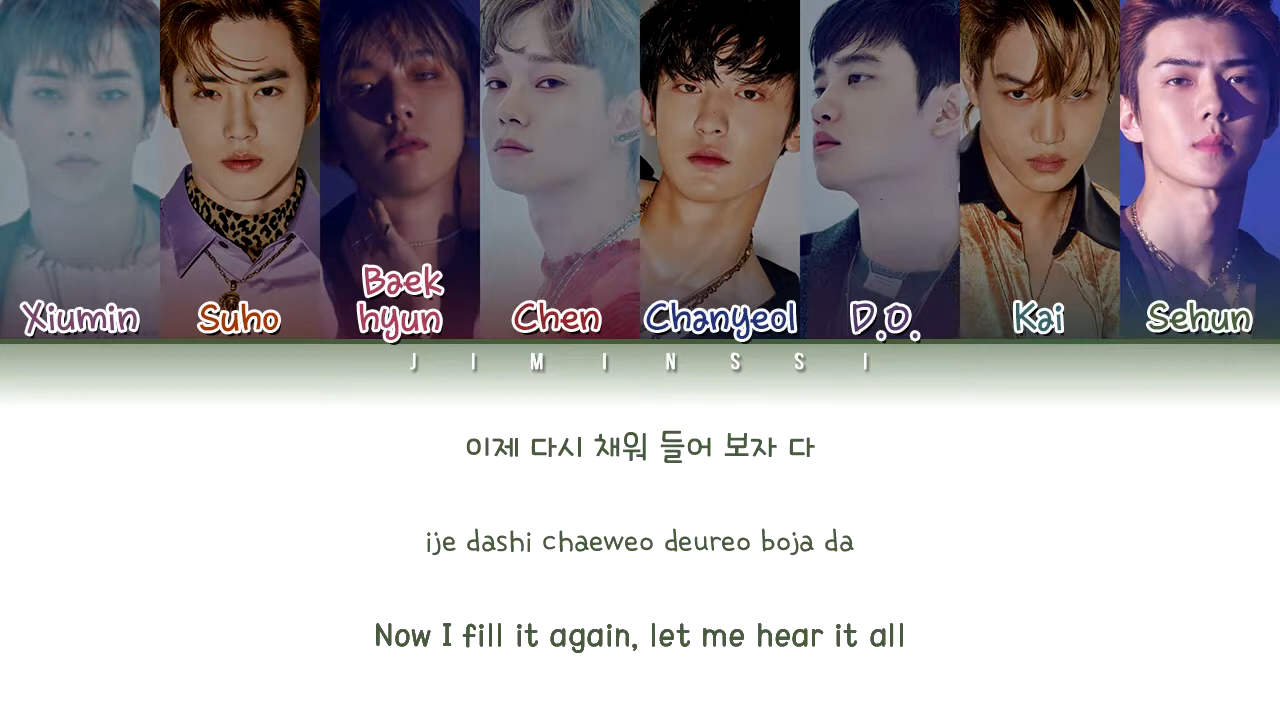 Xiumin
Suho
Baek
hyun
Chen
Chanyeol
D.O.
Kai
Sehun
J I M I N S S I
이제 다시 채워 들어 보자 다
ije dashi chaeweo deureo boja da
Now I fill it again, let me hear it all